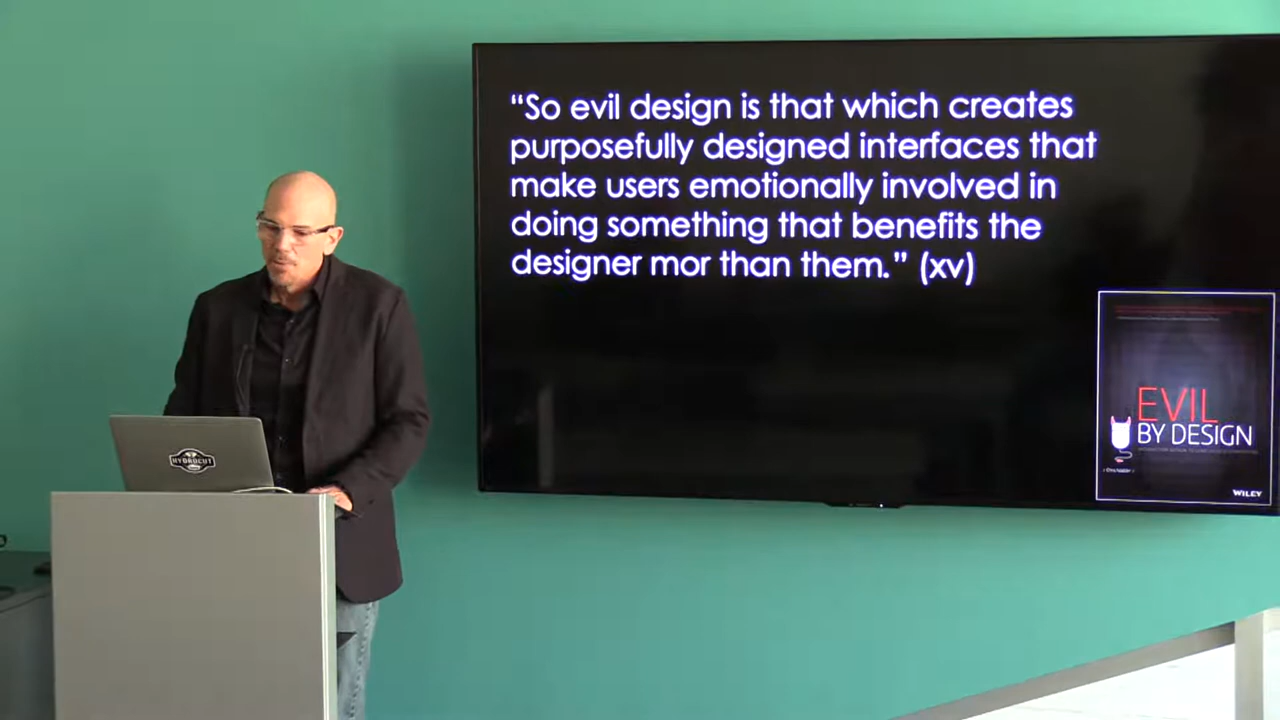 “So evil design is that which creates
purposefully designed interfaces that
make users emotionally involved in
doing something that benefits the
designer mor than them.” (xv)
EVIL
BY DESIGN
WILEY
HYDROCUT